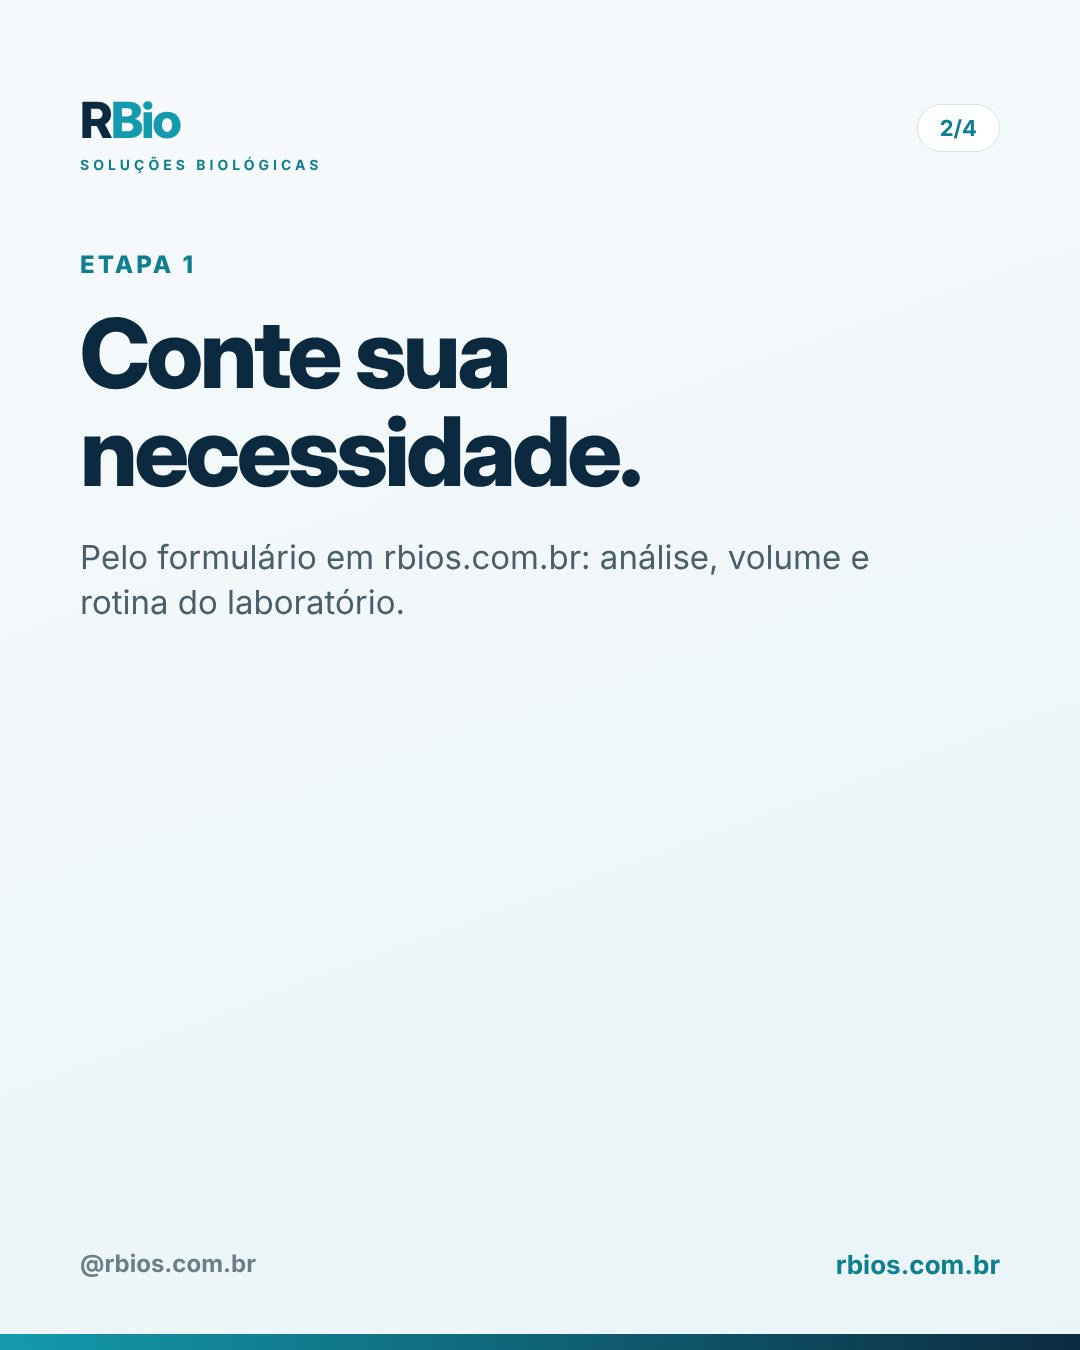 RBio
SOLUÇÕES BIOLÓGICAS
2/4
ETAPA 1
Conte sua
necessidade.
Pelo formulário em rbios.com.br: análise, volume e
rotina do laboratório.
@rbios.com.br
rbios.com.br